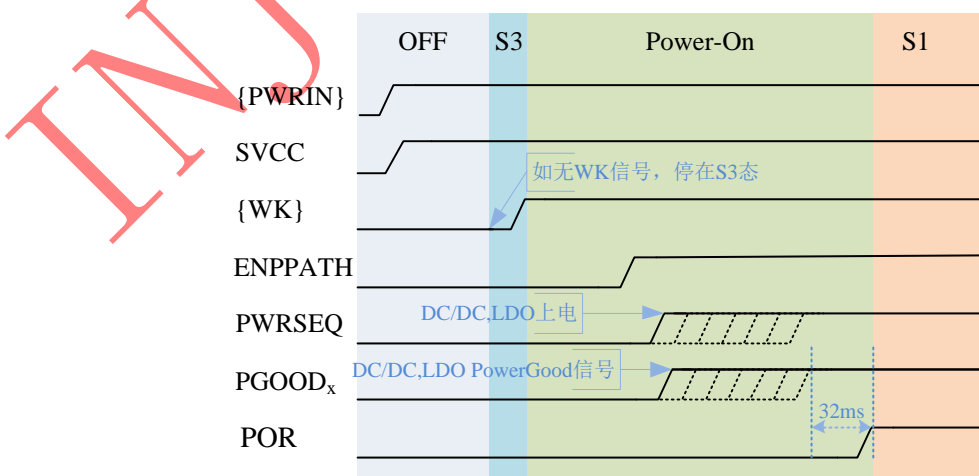 OFF S3 Power-On S1
{PWRIN}
SVCC
如无WK信号，停在S3态
{WK}
ENPPATH
DC/DC,LDO上电
PWRSEQ
DC/DC,LDO PowerGood信号
PGOODx
32ms
POR
INJ